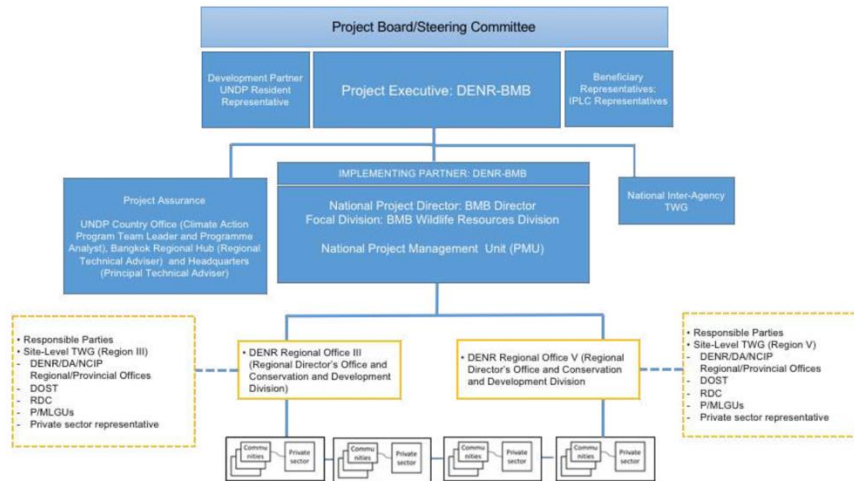 Project Board/Steering Committee
Development Partner
UNDP Resident
Representative
Project Executive: DENR-BMB
Beneficiary
Representatives:
IPLC Representatives
Project Assurance
UNDP Country Office (Climate Action
Program Team Leader and Programme
Analyst), Bangkok Regional Hub (Regional
Technical Adviser) and Headquarters
(Principal Technical Adviser)
IMPLEMENTING PARTNER: DENR-BMB
National Project Director: BMB Director
Focal Division: BMB Wildlife Resources Division
National Project Management Unit (PMU)
National Inter-Agency
TWG
• Responsible Parties
• Site-Level TWG (Region III)
- DENR/DA/NCIP
Regional/Provincial Offices
- DOST
- RDC
- P/MLGUs
- Private sector representative
• DENR Regional Office III
(Regional Director's Office and
Conservation and Development
Division)
• DENR Regional Office V (Regional
Director's Office and Conservation
and Development Division
• Responsible Parties
• Site-Level TWG (Region V)
- DENR/DA/NCIP
Regional/Provincial Offices
- DOST
- RDC
- P/MLGUs
- Private sector representative
Commu
nities
Private
sector
Commu
nities
Private
sector
Commu
nities
Private
sector
Commu
nities
Private
sector